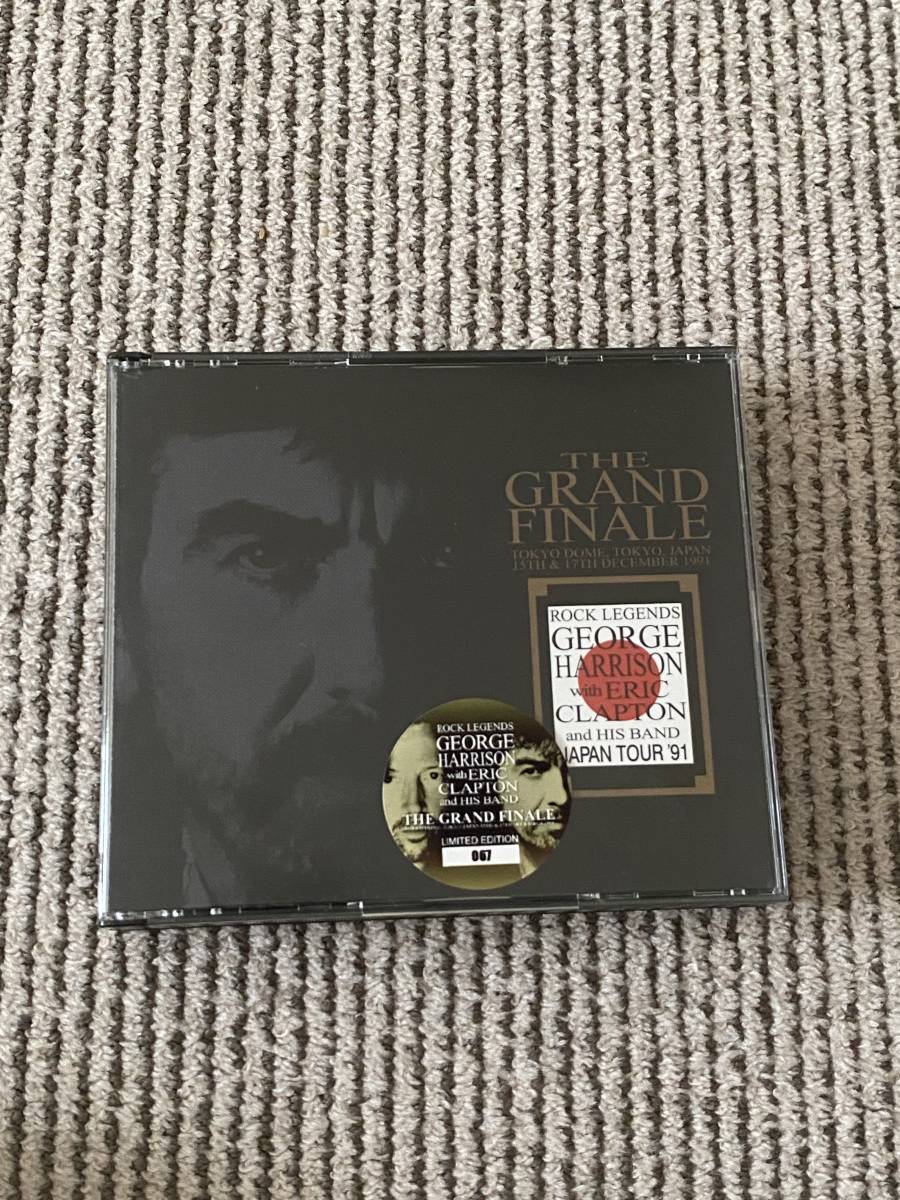 THE
GRAND
FINALE
TOKYO DOME, TOKYO, JAPAN
15TH & 17TH DECEMBER 1991
ROCK LEGENDS
GEORGE
HARRISON
with ERIC
CLAPTON
and HIS BAND
JAPAN TOUR '91
ROCK LEGENDS
GEORGE
HARRISON
with ERIC
CLAPTON
and HIS BAND
THE GRAND FINALE
LIMITED EDITION
067